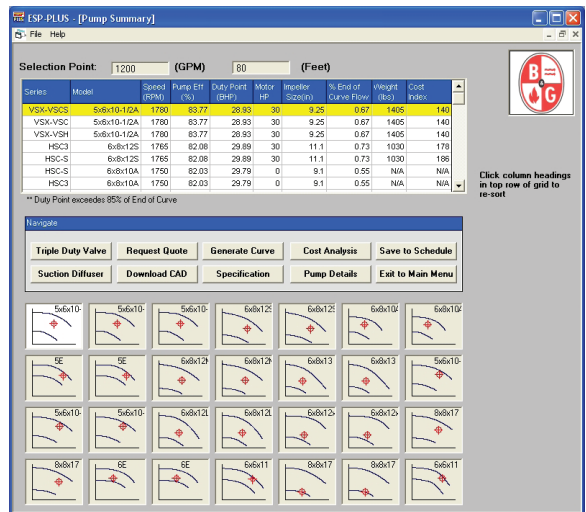 ESP-PLUS - [Pump Summary]
File Help
Selection Point: 1200 (GPM) 80 (Feet)
Series Model Speed (RPM) Pump Eff (%) Duty Point (BHP) Motor HP Impeller Size(in) % End of Curve Flow Weight (lbs) Cost Index
VSX-VSCS 5x6x10-1/2A 1780 83.77 28.93 30 9.25 0.67 1405 140
VSX-VSC 5x6x10-1/2A 1780 83.77 28.93 30 9.25 0.67 1405 140
VSX-VSH 5x6x10-1/2A 1780 83.77 28.93 30 9.25 0.67 1405 140
HSC3 6x8x12S 1765 82.08 29.89 30 11.1 0.73 1030 178
HSC-S 6x8x12S 1765 82.08 29.89 30 11.1 0.73 1030 186
HSC-S 6x8x10A 1750 82.03 29.79 0 9.1 0.55 N/A N/A
HSC3 6x8x10A 1750 82.03 29.79 0 9.1 0.55 N/A N/A
** Duty Point exceedes 85% of End of Curve
B G
Click column headings
in top row of grid to
re-sort
Navigate
Triple Duty Valve Request Quote Generate Curve Cost Analysis Save to Schedule
Suction Diffuser Download CAD Specification Pump Details Exit to Main Menu
5x6x10- 5x6x10- 5x6x10- 6x8x12S 6x8x12S 6x8x10A 6x8x10A
5E 5E 6x8x12M 6x8x12M 6x8x13 6x8x13 5x6x10-
5x6x10- 5x6x10- 6x8x12L 6x8x12L 6x8x12 6x8x12 8x8x17
8x8x17 6E 6E 6x6x11 8x8x17 8x8x17 6x6x11